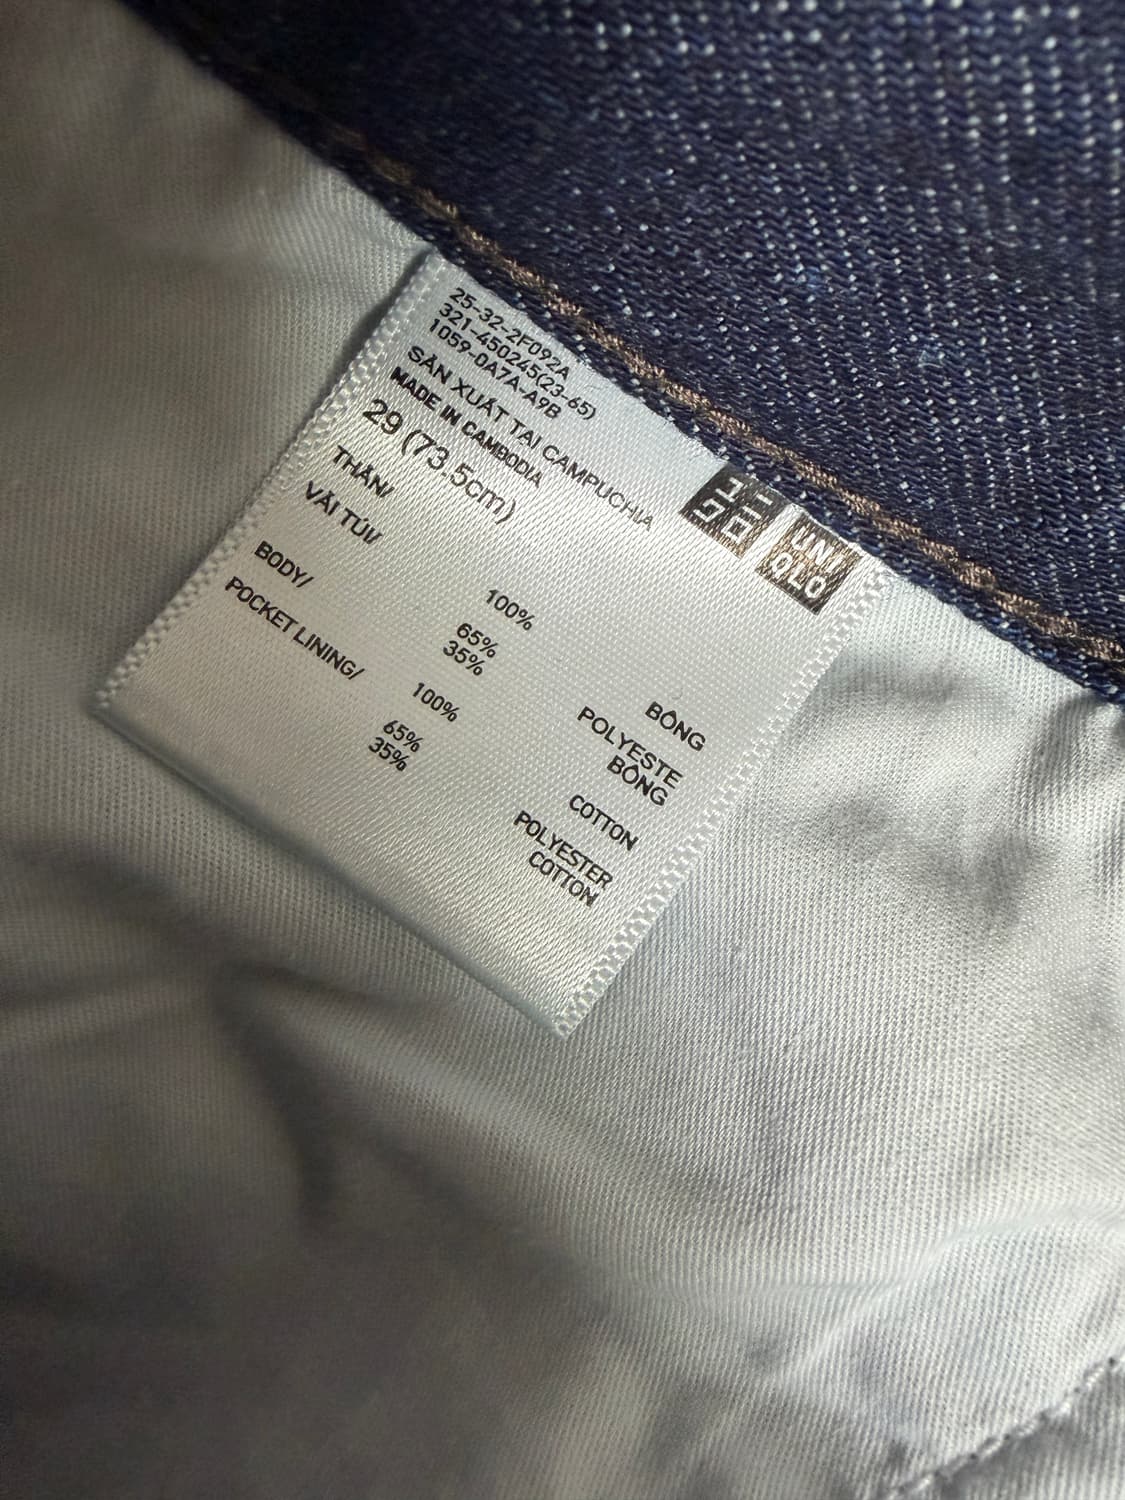 25-32-2F092A
321-450245(23-65)
1059-0A7A-A9B
SẢN XUẤT TẠI CAMPUCHIA
MADE IN CAMBODIA
29 (73.5cm)
ユニ
クロ
UNI
QLO
THÂN/
100% BÔNG
VẢI TÚI/
65% POLYESTE
35% BÔNG
BODY/
100% COTTON
POCKET LINING/
65% POLYESTER
35% COTTON